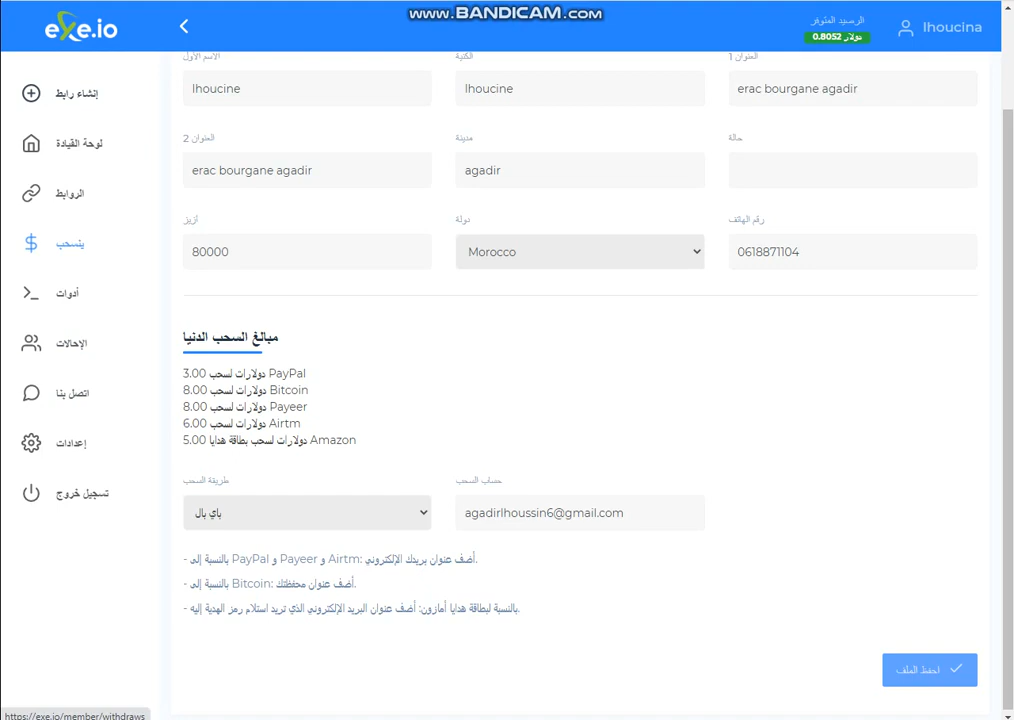 www.BANDICAM.com
exe.io
الرصيد المتوفر
دولار 0.8052
lhoucina
إنشاء رابط
لوحة القيادة
الروابط
ينسحب
أدوات
الإحالات
اتصل بنا
إعدادات
تسجيل خروج
الاسم الأول
الكنية
العنوان 1
lhoucine
lhoucine
erac bourgane agadir
العنوان 2
مدينة
حالة
erac bourgane agadir
agadir
أزيز
دولة
رقم الهاتف
80000
Morocco
0618871104
مبالغ السحب الدنيا
3.00 دولارات لسحب PayPal
8.00 دولارات لسحب Bitcoin
8.00 دولارات لسحب Payeer
6.00 دولارات لسحب Airtm
5.00 دولارات لسحب بطاقة هدايا Amazon
طريقة السحب
حساب السحب
باي بال
agadirlhoussin6@gmail.com
- بالنسبة إلى PayPal و Payeer و Airtm: أضف عنوان بريدك الإلكتروني.
- بالنسبة إلى Bitcoin: أضف عنوان محفظتك.
- بالنسبة لبطاقة هدايا أمازون: أضف عنوان البريد الإلكتروني الذي تريد استلام رمز الهدية إليه.
احفظ الملف
https://exe.io/member/withdraws